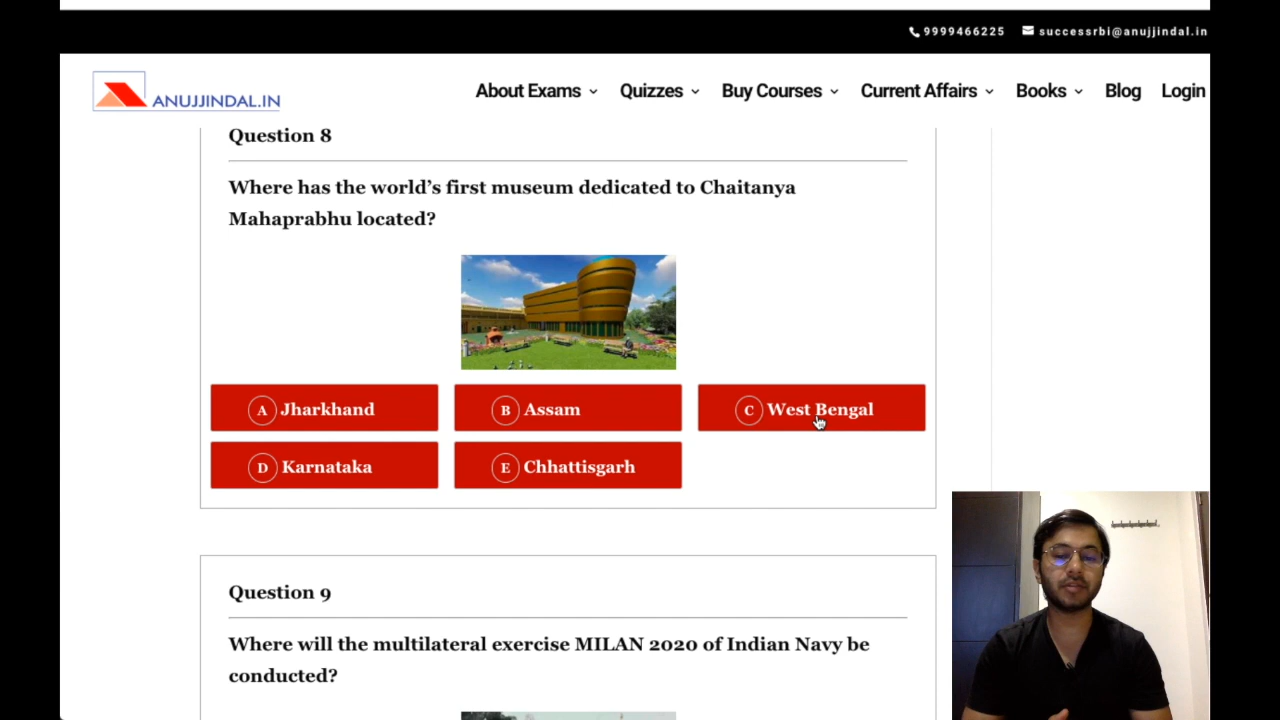 9999466225 successrbi@anujjindal.in
ANUJJINDAL.IN About Exams Quizzes Buy Courses Current Affairs Books Blog Login
Question 8
Where has the world's first museum dedicated to Chaitanya
Mahaprabhu located?
A Jharkhand B Assam C West Bengal
D Karnataka E Chhattisgarh
Question 9
Where will the multilateral exercise MILAN 2020 of Indian Navy be
conducted?